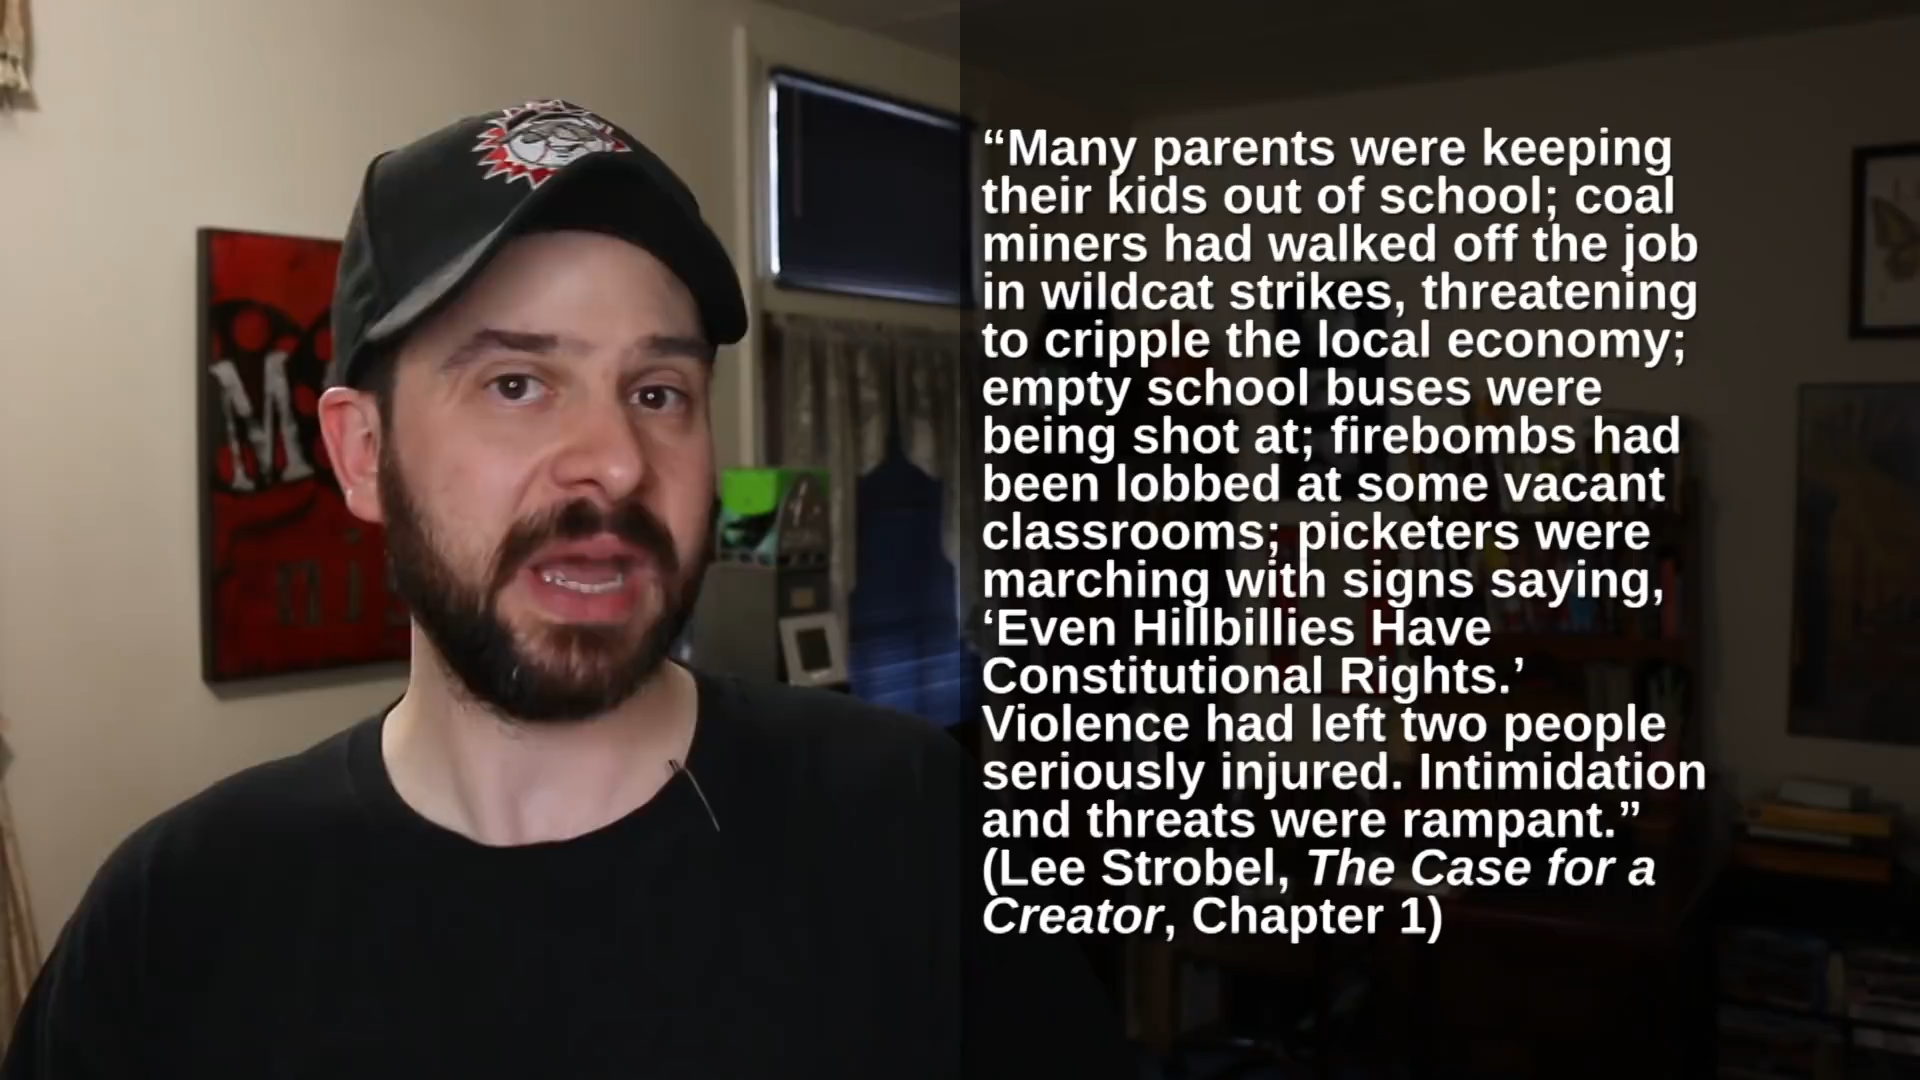 “Many parents were keeping
their kids out of school; coal
miners had walked off the job
in wildcat strikes, threatening
to cripple the local economy;
empty school buses were
being shot at; firebombs had
been lobbed at some vacant
classrooms; picketers were
marching with signs saying,
‘Even Hillbillies Have
Constitutional Rights.’
Violence had left two people
seriously injured. Intimidation
and threats were rampant.”
(Lee Strobel, The Case for a
Creator, Chapter 1)
M
nis